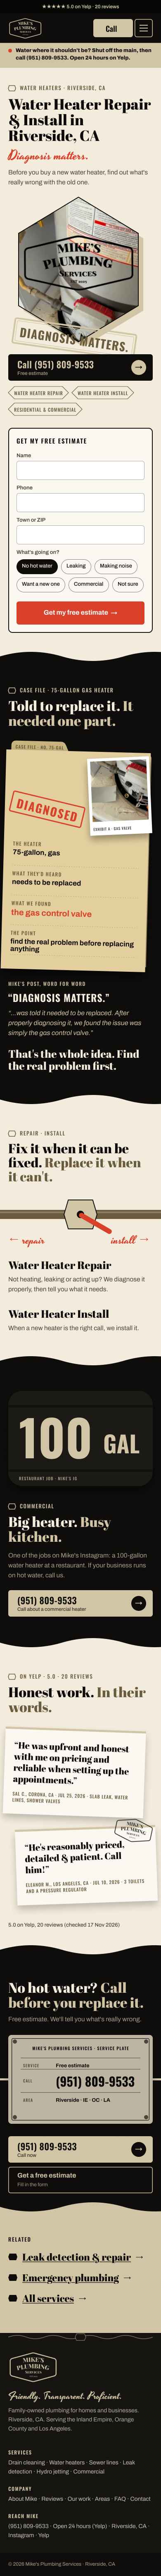 ★★★★★ 5.0 on Yelp · 20 reviews
MIKE'S
PLUMBING
SERVICES
Call
Water where it shouldn't be? Shut off the main, then
call (951) 809-9633. Open 24 hours on Yelp.
WATER HEATERS · RIVERSIDE, CA
Water Heater Repair
& Install in
Riverside, CA
Diagnosis matters.
Before you buy a new water heater, find out what's
really wrong with the old one.
MIKE'S
PLUMBING
SERVICES
DIAGNOSIS MATTERS.
Call (951) 809-9533
Free estimate
WATER HEATER REPAIR
WATER HEATER INSTALL
RESIDENTIAL & COMMERCIAL
GET MY FREE ESTIMATE
Name
Phone
Town or ZIP
What's going on?
No hot water
Leaking
Making noise
Want a new one
Commercial
Not sure
Get my free estimate →
CASE FILE · 75-GALLON GAS HEATER
Told to replace it. It
needed one part.
CASE FILE · NO. 75-GAL
EXHIBIT A · GAS VALVE
DIAGNOSED
THE HEATER
75-gallon, gas
WHAT THEY'D HEARD
needs to be replaced
WHAT WE FOUND
the gas control valve
THE POINT
find the real problem before replacing
anything
MIKE'S POST, WORD FOR WORD
“DIAGNOSIS MATTERS.”
“...was told it needed to be replaced. After
properly diagnosing it, we found the issue was
simply the gas control valve.”
That's the whole idea. Find
the real problem first.
REPAIR · INSTALL
Fix it when it can be
fixed. Replace it when
it can't.
← repair
install →
Water Heater Repair
Not heating, leaking or acting up? We diagnose it
properly, then tell you what it needs.
Water Heater Install
When a new heater is the right call, we install it.
100 GAL
RESTAURANT JOB · MIKE'S IG
COMMERCIAL
Big heater. Busy
kitchen.
One of the jobs on Mike's Instagram: a 100-gallon
water heater at a restaurant. If your business runs
on hot water, call us.
(951) 809-9533
Call about a commercial heater
ON YELP · 5.0 · 20 REVIEWS
Honest work. In their
words.
“He was upfront and honest
with me on pricing and
reliable when setting up the
appointments.”
SAL C., CORONA, CA · JUL 25, 2026 · SLAB LEAK, WATER
LINES, SHOWER VALVES
MIKE'S
PLUMBING
“He's reasonably priced,
detailed & patient. Call
him!”
ELEANOR M., LOS ANGELES, CA · JUL 10, 2026 · 3 TOILETS
AND A PRESSURE REGULATOR
5.0 on Yelp, 20 reviews (checked 17 Nov 2026)
No hot water? Call
before you replace it.
Free estimate. We'll tell you what's really wrong.
MIKE'S PLUMBING SERVICES · SERVICE PLATE
SERVICE
Free estimate
CALL
(951) 809-9533
AREA
Riverside · IE · OC · LA
(951) 809-9533
Call now
Get a free estimate
Fill in the form
RELATED
Leak detection & repair →
Emergency plumbing →
All services →
MIKE'S
PLUMBING
SERVICES
Friendly. Transparent. Proficient.
Family-owned plumbing for homes and businesses.
Riverside, CA. Serving the Inland Empire, Orange
County and Los Angeles.
SERVICES
Drain cleaning · Water heaters · Sewer lines · Leak
detection · Hydro jetting · Commercial
COMPANY
About Mike · Reviews · Our work · Areas · FAQ · Contact
REACH MIKE
(951) 809-9533 · Open 24 hours (Yelp) · Riverside, CA ·
Instagram · Yelp
© 2026 Mike's Plumbing Services · Riverside, CA